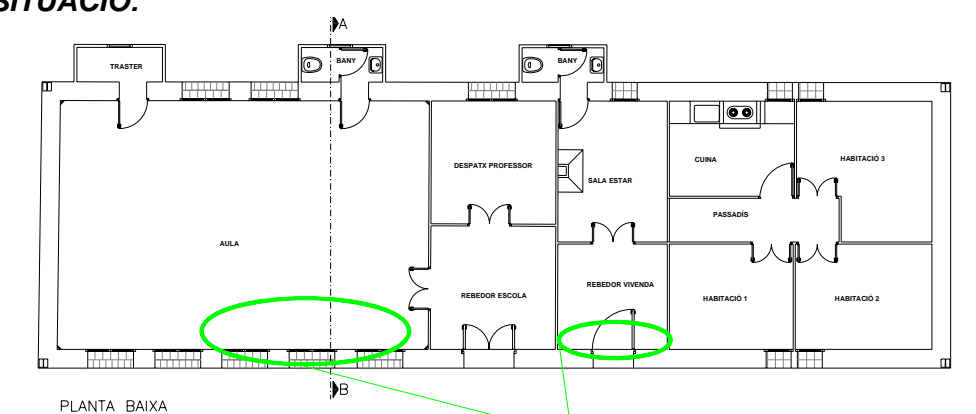 SITUACIÓ:
A
TRASTER
BANY
BANY
DESPATX PROFESSOR
CUINA
HABITACIÓ 3
SALA ESTAR
PASSADÍS
AULA
REBEDOR ESCOLA
REBEDOR VIVENDA
HABITACIÓ 1
HABITACIÓ 2
B
PLANTA BAIXA